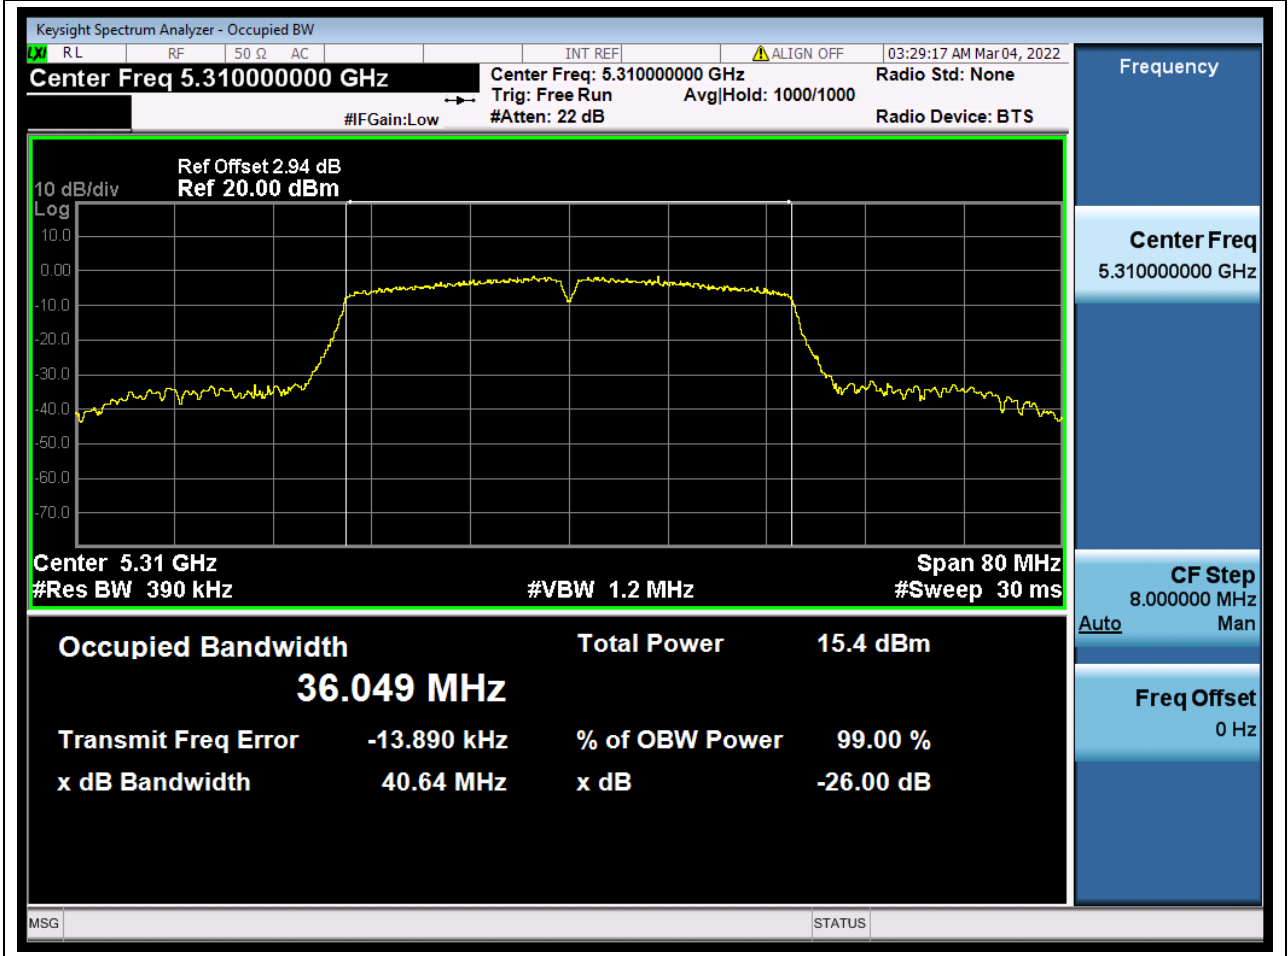 Keysight Spectrum Analyzer - Occupied BW
LXI RL RF 50 Ω AC INT REF ALIGN OFF 03:29:17 AM Mar 04, 2022
Center Freq 5.310000000 GHz
Center Freq: 5.310000000 GHz
Radio Std: None
Trig: Free Run Avg|Hold: 1000/1000
#IFGain:Low #Atten: 22 dB
Radio Device: BTS
Ref Offset 2.94 dB
10 dB/div Ref 20.00 dBm
Log
10.0
0.00
-10.0
-20.0
-30.0
-40.0
-50.0
-60.0
-70.0
Center 5.31 GHz Span 80 MHz
#Res BW 390 kHz #VBW 1.2 MHz #Sweep 30 ms
Occupied Bandwidth Total Power 15.4 dBm
36.049 MHz
Transmit Freq Error -13.890 kHz % of OBW Power 99.00 %
x dB Bandwidth 40.64 MHz x dB -26.00 dB
Frequency
Center Freq
5.310000000 GHz
CF Step
8.000000 MHz
Auto Man
Freq Offset
0 Hz
MSG STATUS